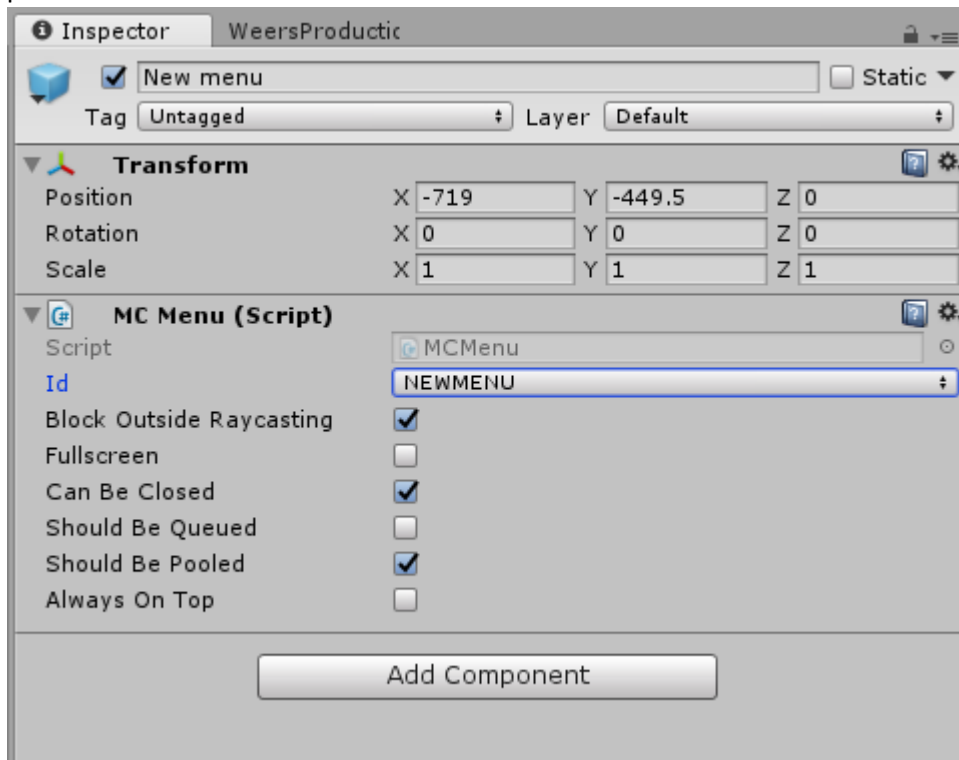 Inspector WeersProductic
New menu Static
Tag Untagged Layer Default
Transform
Position X -719 Y -449.5 Z 0
Rotation X 0 Y 0 Z 0
Scale X 1 Y 1 Z 1
MC Menu (Script)
Script MCMenu
Id NEWMENU
Block Outside Raycasting
Fullscreen
Can Be Closed
Should Be Queued
Should Be Pooled
Always On Top
Add Component